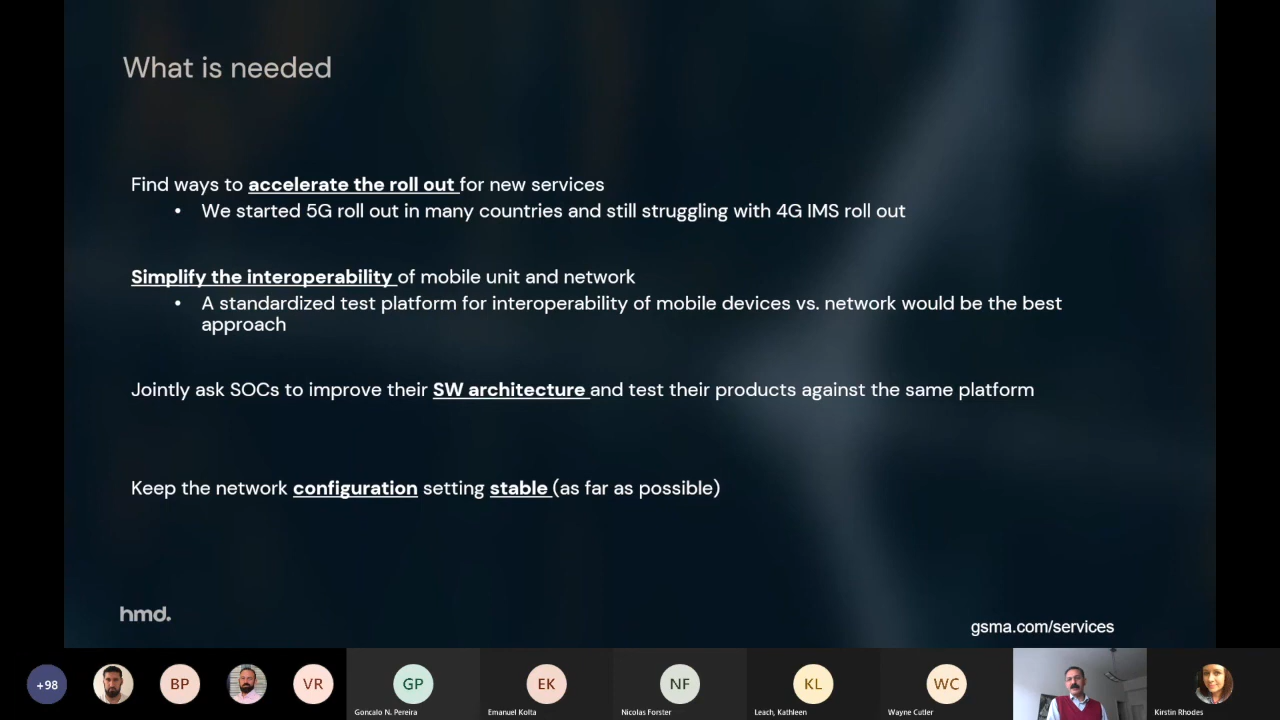 What is needed
Find ways to accelerate the roll out for new services
• We started 5G roll out in many countries and still struggling with 4G IMS roll out
Simplify the interoperability of mobile unit and network
• A standardized test platform for interoperability of mobile devices vs. network would be the best
approach
Jointly ask SOCs to improve their SW architecture and test their products against the same platform
Keep the network configuration setting stable (as far as possible)
hmd.
gsma.com/services
+98
BP
VR
GP
EK
NF
KL
WC
Goncalo N. Pereira
Emanuel Kolta
Nicolas Forster
Leach, Kathleen
Wayne Cutler
Kirstin Rhodes